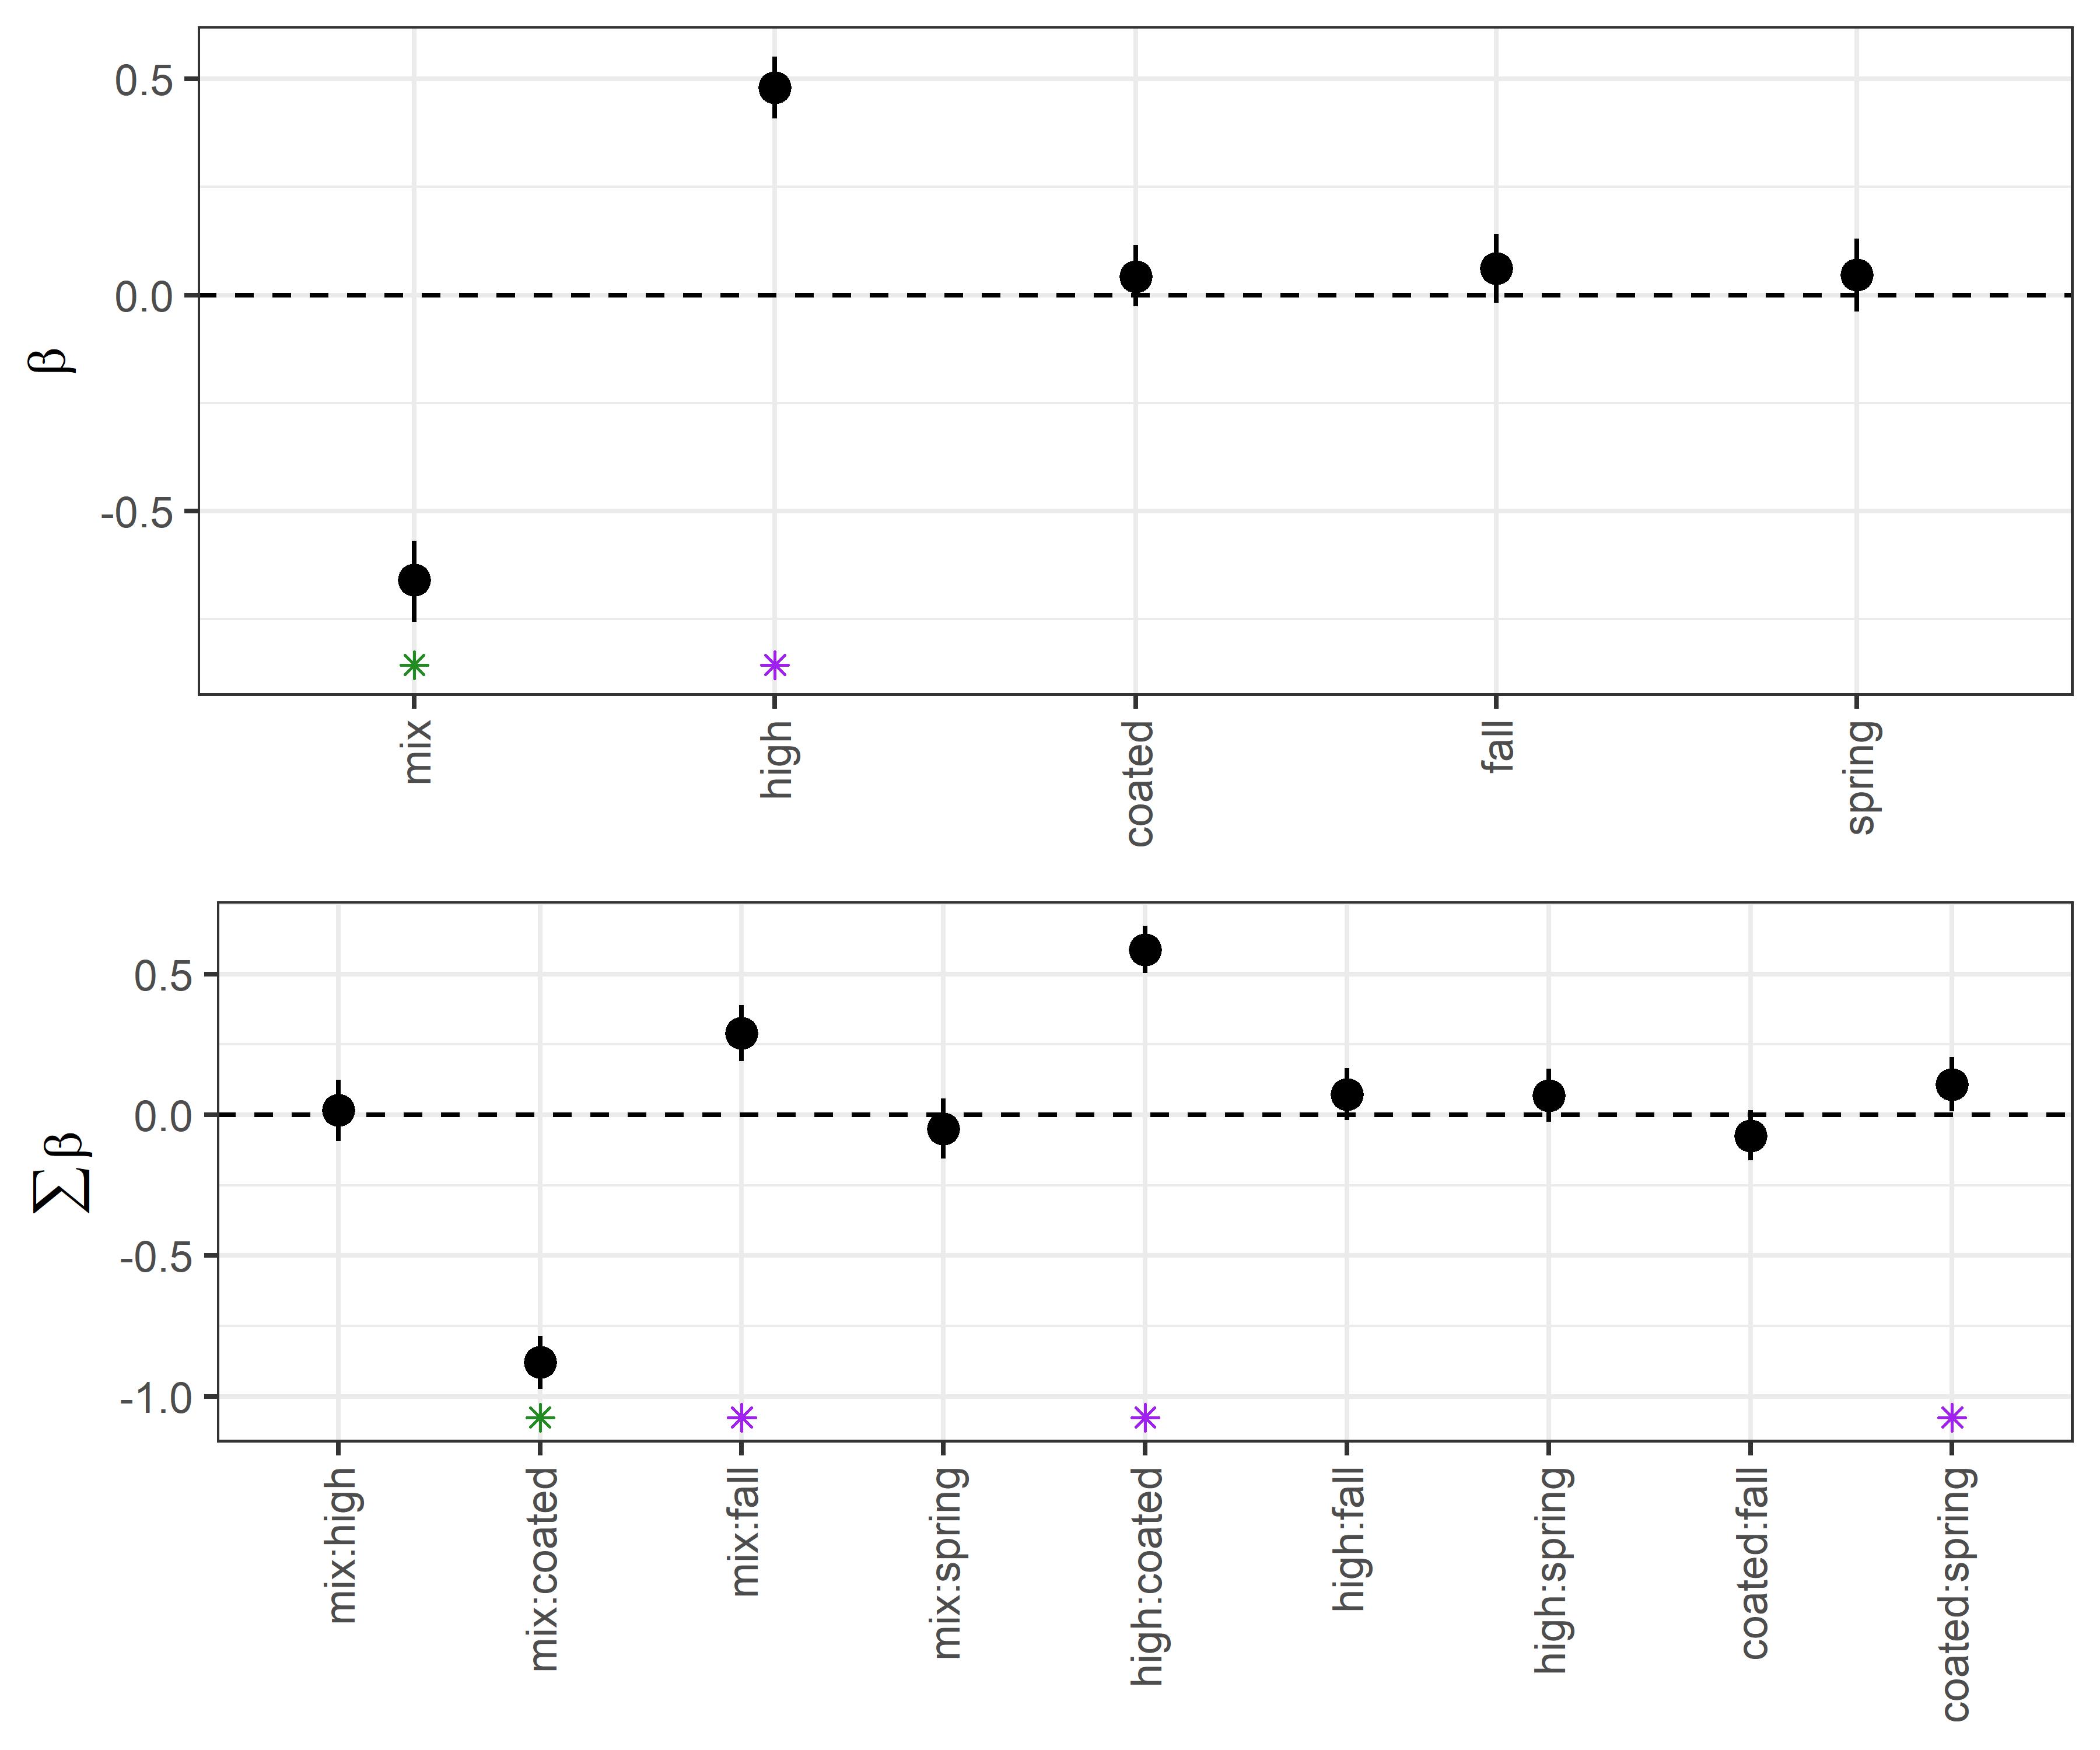 β
0.5
0.0
-0.5
mix
high
coated
fall
spring
∑β
0.5
0.0
-0.5
-1.0
mix:high
mix:coated
mix:fall
mix:spring
high:coated
high:fall
high:spring
coated:fall
coated:spring